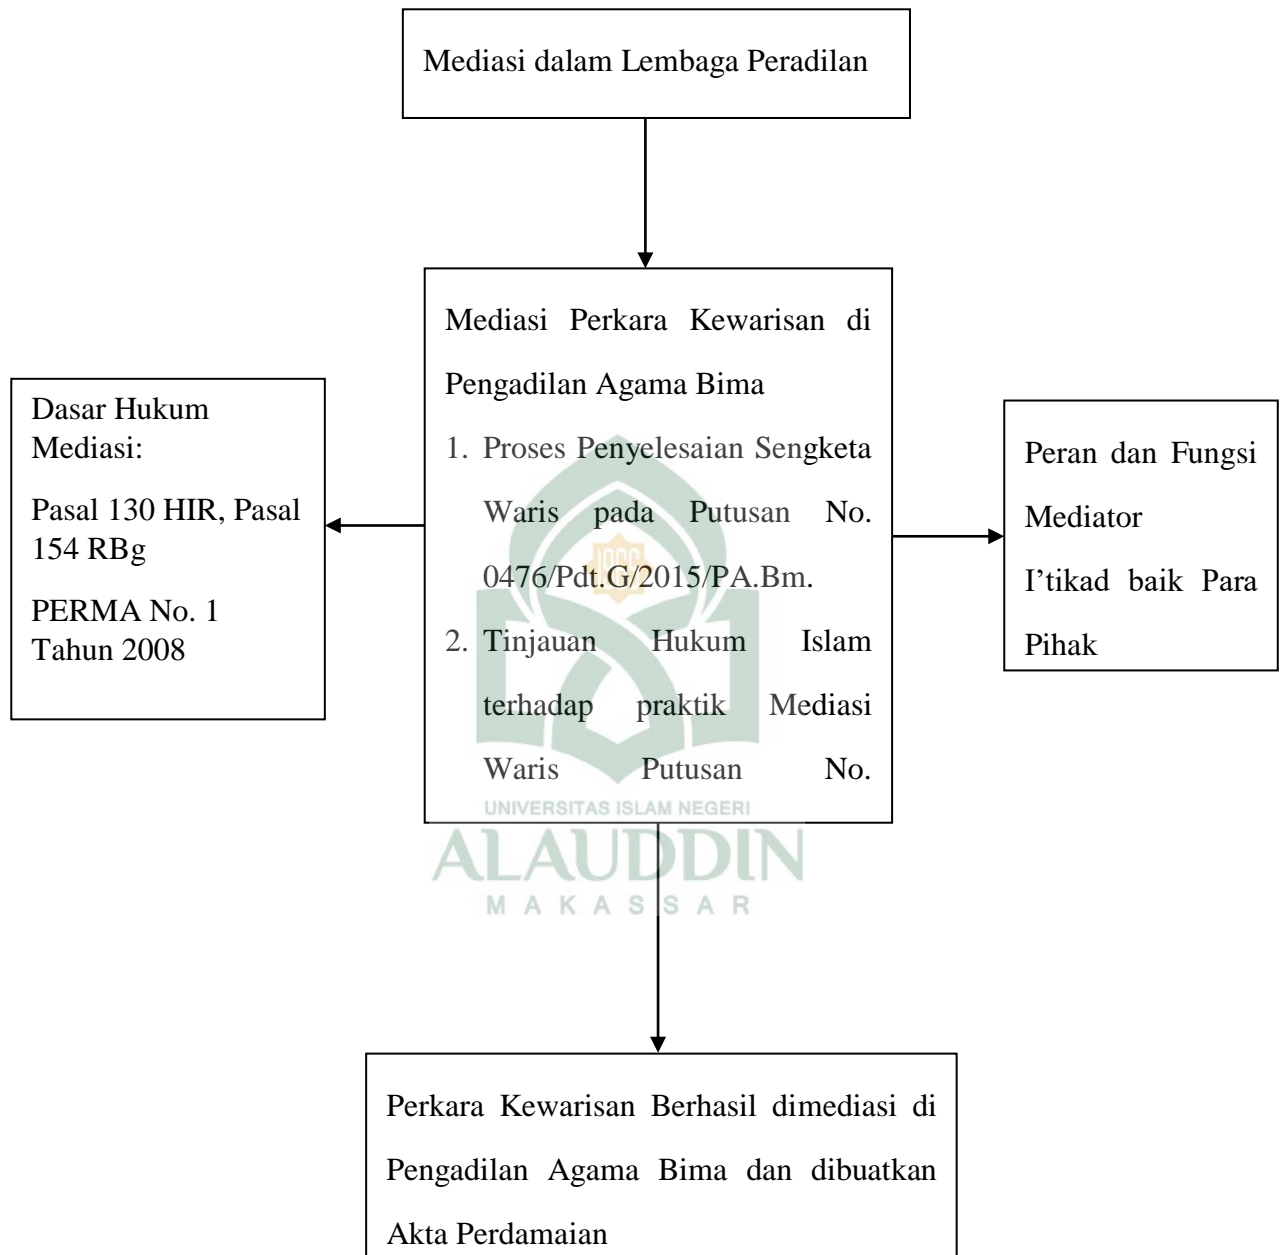 Mediasi dalam Lembaga Peradilan
Mediasi Perkara Kewarisan di
Pengadilan Agama Bima
1. Proses Penyelesaian Sengketa
Waris pada Putusan No.
0476/Pdt.G/2015/PA.Bm.
2. Tinjauan Hukum Islam
terhadap praktik Mediasi
Waris Putusan No.
Dasar Hukum
Mediasi:
Pasal 130 HIR, Pasal
154 RBg
PERMA No. 1
Tahun 2008
Peran dan Fungsi
Mediator
I’tikad baik Para
Pihak
UNIVERSITAS ISLAM NEGERI
ALAUDDIN
MAKASSAR
Perkara Kewarisan Berhasil dimediasi di
Pengadilan Agama Bima dan dibuatkan
Akta Perdamaian